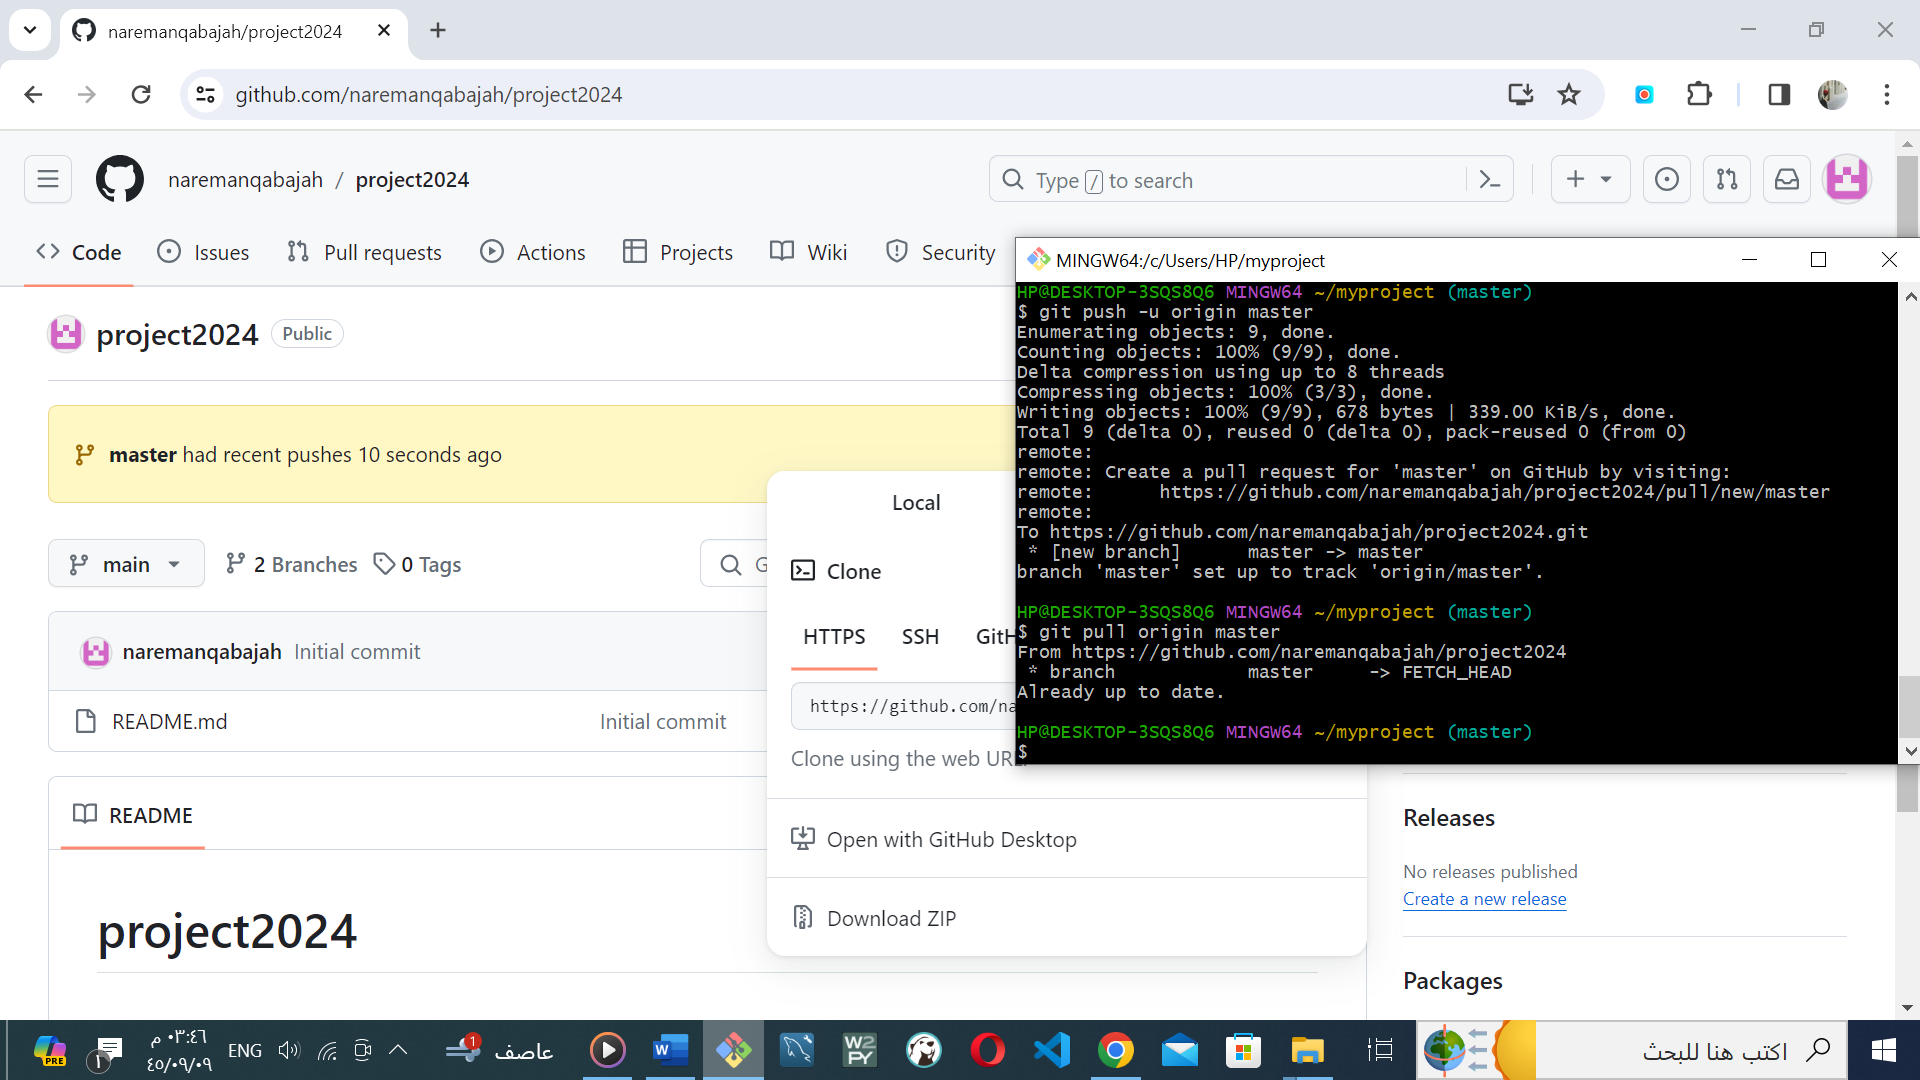 naremanqabajah/project2024
github.com/naremanqabajah/project2024
naremanqabajah / project2024
Type / to search
Code
Issues
Pull requests
Actions
Projects
Wiki
Security
project2024
Public
master had recent pushes 10 seconds ago
main
2 Branches
0 Tags
G
naremanqabajah Initial commit
README.md
Initial commit
README
project2024
Local
Clone
HTTPS
SSH
GitH
https://github.com/na
Clone using the web UR
Open with GitHub Desktop
Download ZIP
MINGW64:/c/Users/HP/myproject
HP@DESKTOP-3SQS8Q6 MINGW64 ~/myproject (master)
$ git push -u origin master
Enumerating objects: 9, done.
Counting objects: 100% (9/9), done.
Delta compression using up to 8 threads
Compressing objects: 100% (3/3), done.
Writing objects: 100% (9/9), 678 bytes | 339.00 KiB/s, done.
Total 9 (delta 0), reused 0 (delta 0), pack-reused 0 (from 0)
remote:
remote: Create a pull request for 'master' on GitHub by visiting:
remote:      https://github.com/naremanqabajah/project2024/pull/new/master
remote:
To https://github.com/naremanqabajah/project2024.git
 * [new branch]      master -> master
branch 'master' set up to track 'origin/master'.
HP@DESKTOP-3SQS8Q6 MINGW64 ~/myproject (master)
$ git pull origin master
From https://github.com/naremanqabajah/project2024
 * branch            master     -> FETCH_HEAD
Already up to date.
HP@DESKTOP-3SQS8Q6 MINGW64 ~/myproject (master)
$
Releases
No releases published
Create a new release
Packages
PRE
١
٠٣:٤٦ م
٤٥/٠٩/٠٩
ENG
1
عاصف
W
W2PY
اكتب هنا للبحث